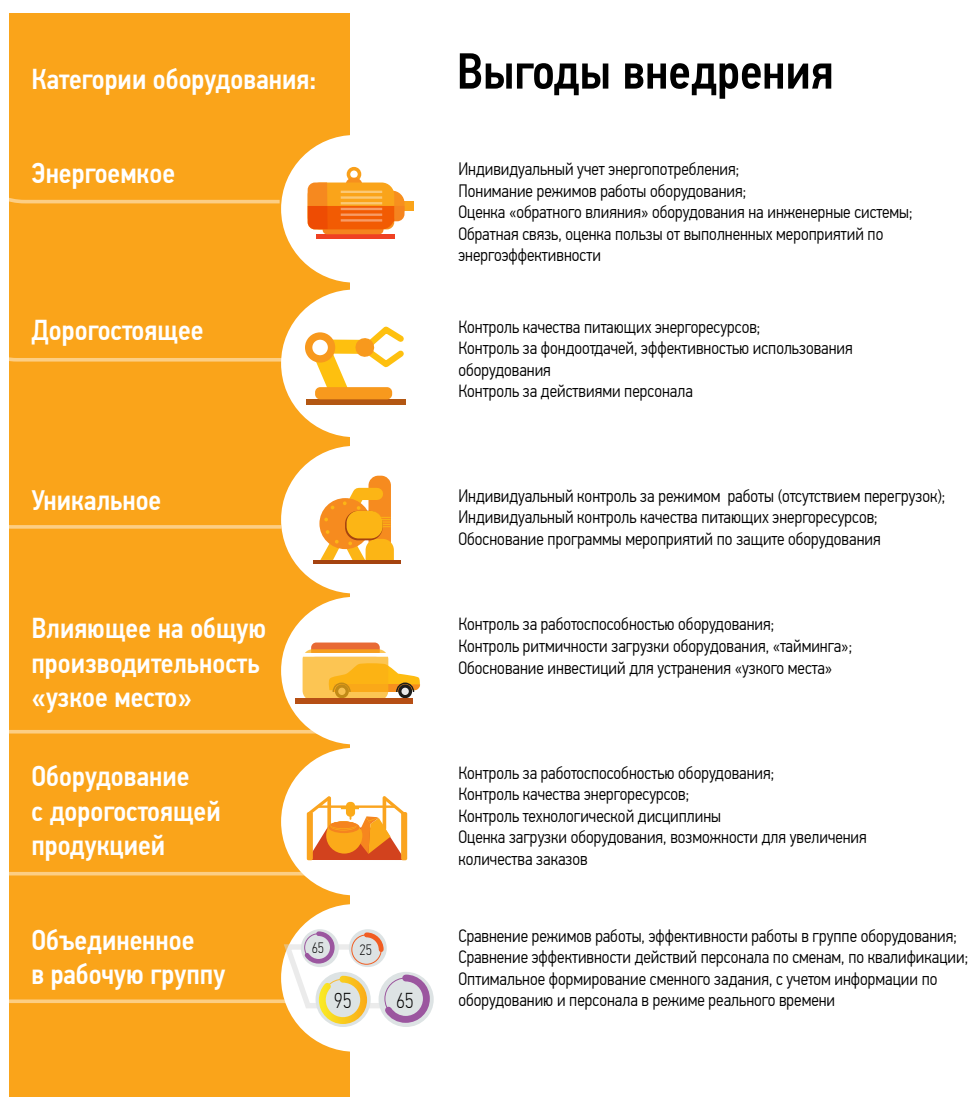 Категории оборудования:
Выгоды внедрения
Энергоемкое
Индивидуальный учет энергопотребления;
Понимание режимов работы оборудования;
Оценка «обратного влияния» оборудования на инженерные системы;
Обратная связь, оценка пользы от выполненных мероприятий по
энергоэффективности
Дорогостоящее
Контроль качества питающих энергоресурсов;
Контроль за фондоотдачей, эффективностью использования
оборудования
Контроль за действиями персонала
Уникальное
Индивидуальный контроль за режимом работы (отсутствием перегрузок);
Индивидуальный контроль качества питающих энергоресурсов;
Обоснование программы мероприятий по защите оборудования
Влияющее на общую
производительность
«узкое место»
Контроль за работоспособностью оборудования;
Контроль ритмичности загрузки оборудования, «тайминга»;
Обоснование инвестиций для устранения «узкого места»
Оборудование
с дорогостоящей
продукцией
Контроль за работоспособностью оборудования;
Контроль качества энергоресурсов;
Контроль технологической дисциплины
Оценка загрузки оборудования, возможности для увеличения
количества заказов
Объединенное
в рабочую группу
65 25
95 65
Сравнение режимов работы, эффективности работы в группе оборудования;
Сравнение эффективности действий персонала по сменам, по квалификации;
Оптимальное формирование сменного задания, с учетом информации по
оборудованию и персонала в режиме реального времени